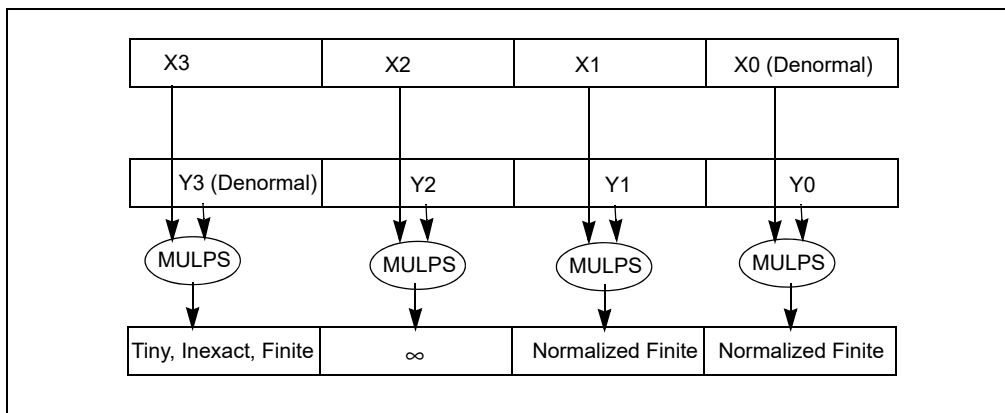 X3 X2 X1 X0 (Denormal)
Y3 (Denormal) Y2 Y1 Y0
MULPS MULPS MULPS MULPS
Tiny, Inexact, Finite ∞ Normalized Finite Normalized Finite